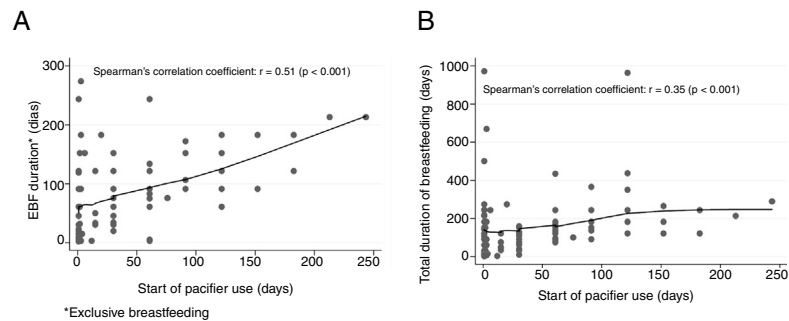 A
Spearman's correlation coefficient: r = 0.51 (p < 0.001)
EBF duration* (dias)
300
200
100
0
0 50 100 150 200 250
Start of pacifier use (days)
*Exclusive breastfeeding
B
Spearman's correlation coefficient: r = 0.35 (p < 0.001)
Total duration of breastfeeding (days)
1000
800
600
400
200
0
0 50 100 150 200 250
Start of pacifier use (days)